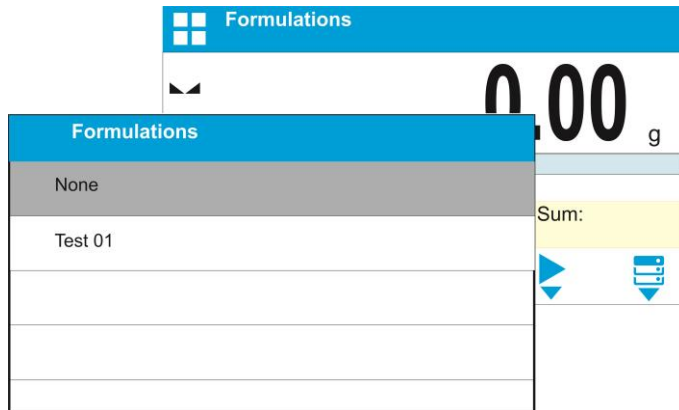 Formulations
0.00 g
Formulations
None
Test 01
Sum: